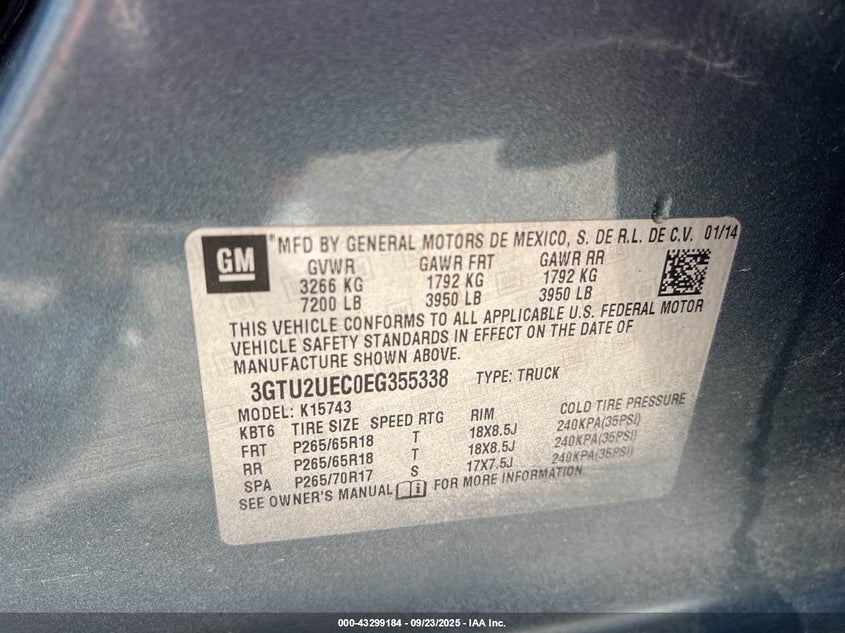 GM
*MFD BY GENERAL MOTORS DE MEXICO, S. DE R.L. DE C.V. 01/14
GVWR GAWR FRT GAWR RR
3266 KG 1792 KG 1792 KG
7200 LB 3950 LB 3950 LB
THIS VEHICLE CONFORMS TO ALL APPLICABLE U.S. FEDERAL MOTOR
VEHICLE SAFETY STANDARDS IN EFFECT ON THE DATE OF
MANUFACTURE SHOWN ABOVE.
3GTU2UEC0EG355338 TYPE: TRUCK
MODEL: K15743
KBT6 TIRE SIZE SPEED RTG RIM COLD TIRE PRESSURE
FRT P265/65R18 T 18X8.5J 240KPA(35PSI)
RR P265/65R18 T 18X8.5J 240KPA(35PSI)
SPA P265/70R17 S 17X7.5J 240KPA(35PSI)
SEE OWNER'S MANUAL FOR MORE INFORMATION.
000-43299184 - 09/23/2025 - IAA Inc.